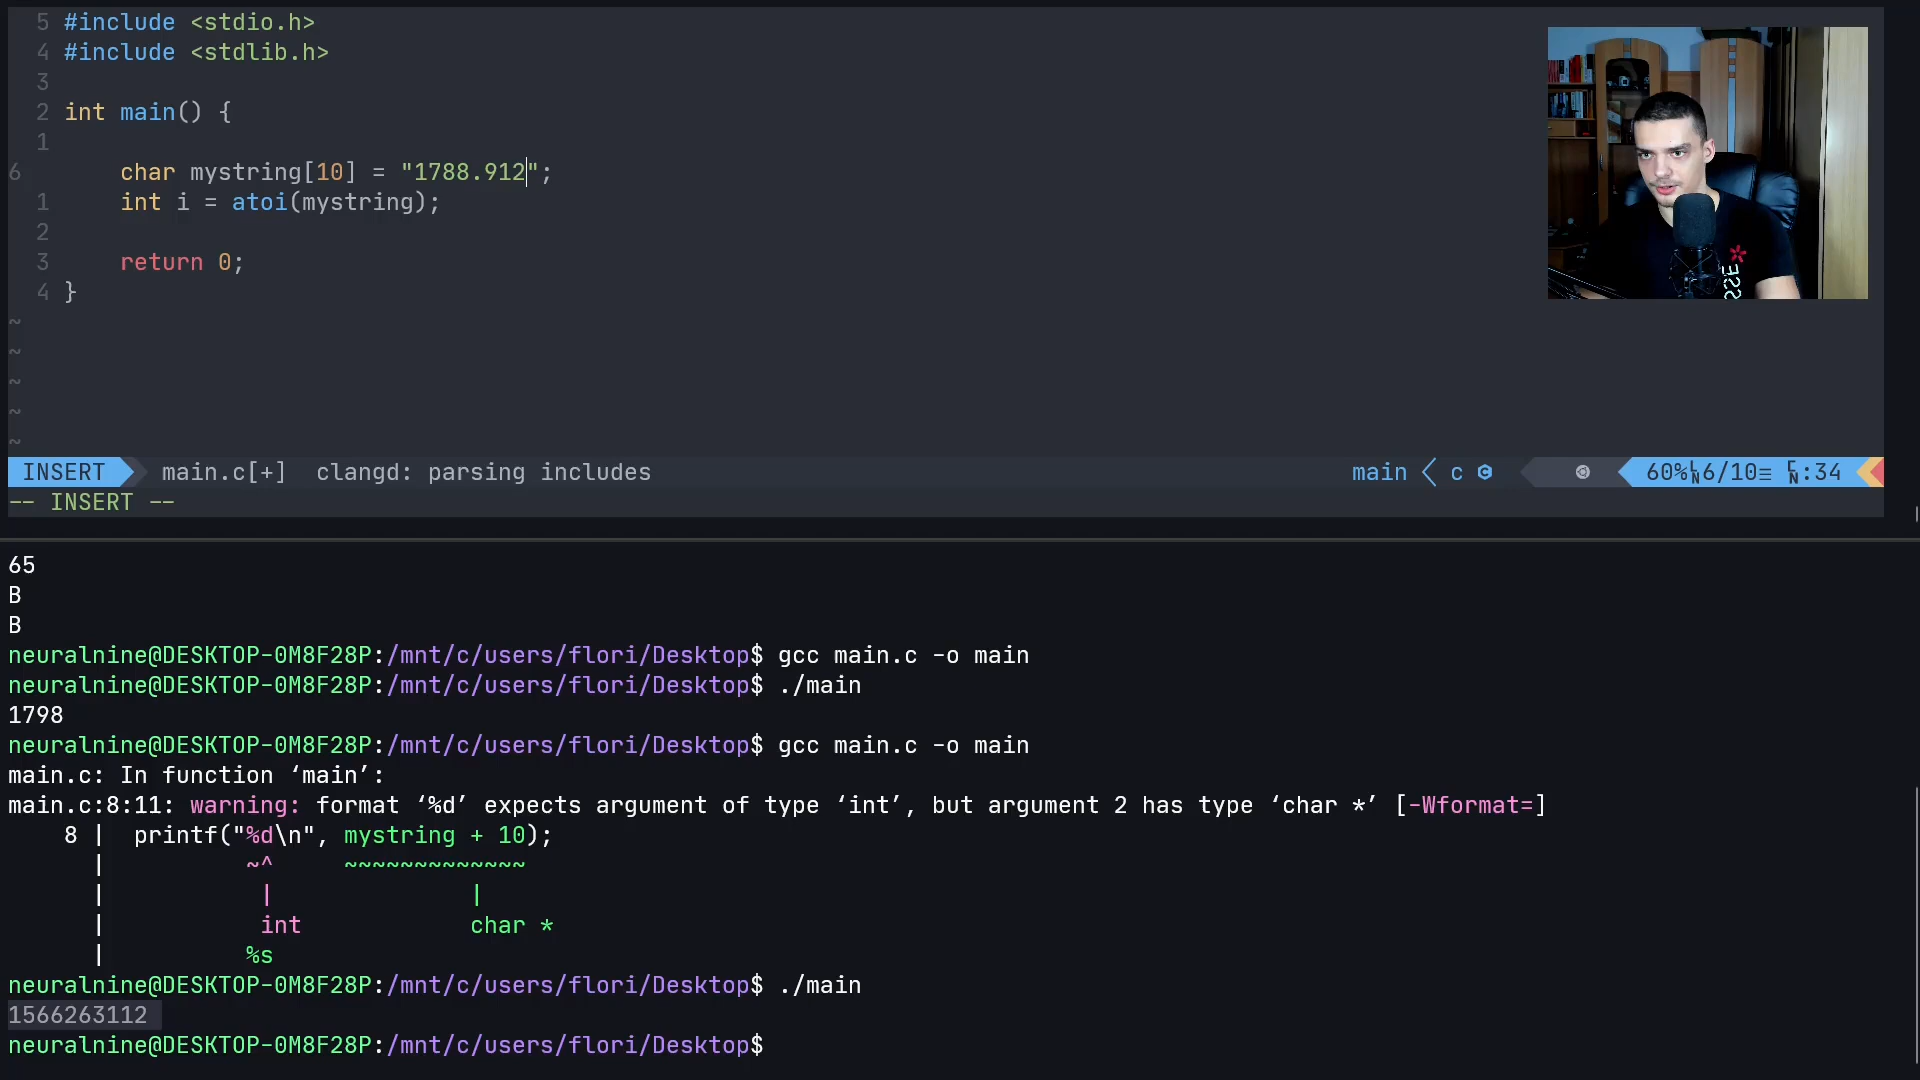 5 #include <stdio.h>
4 #include <stdlib.h>
3
2 int main() {
1
6 char mystring[10] = "1788.912";
1 int i = atoi(mystring);
2
3 return 0;
4 }
~
~
~
~
~
INSERT main.c[+] clangd: parsing includes main c 60% LN 6/10 :34
-- INSERT --
65
B
B
neuralnine@DESKTOP-0M8F28P:/mnt/c/users/flori/Desktop$ gcc main.c -o main
neuralnine@DESKTOP-0M8F28P:/mnt/c/users/flori/Desktop$ ./main
1798
neuralnine@DESKTOP-0M8F28P:/mnt/c/users/flori/Desktop$ gcc main.c -o main
main.c: In function ‘main’:
main.c:8:11: warning: format ‘%d’ expects argument of type ‘int’, but argument 2 has type ‘char *’ [-Wformat=]
8 | printf("%d\n", mystring + 10);
| ~^ ~~~~~~~~~~~~~
| | |
| int char *
| %s
neuralnine@DESKTOP-0M8F28P:/mnt/c/users/flori/Desktop$ ./main
1566263112
neuralnine@DESKTOP-0M8F28P:/mnt/c/users/flori/Desktop$